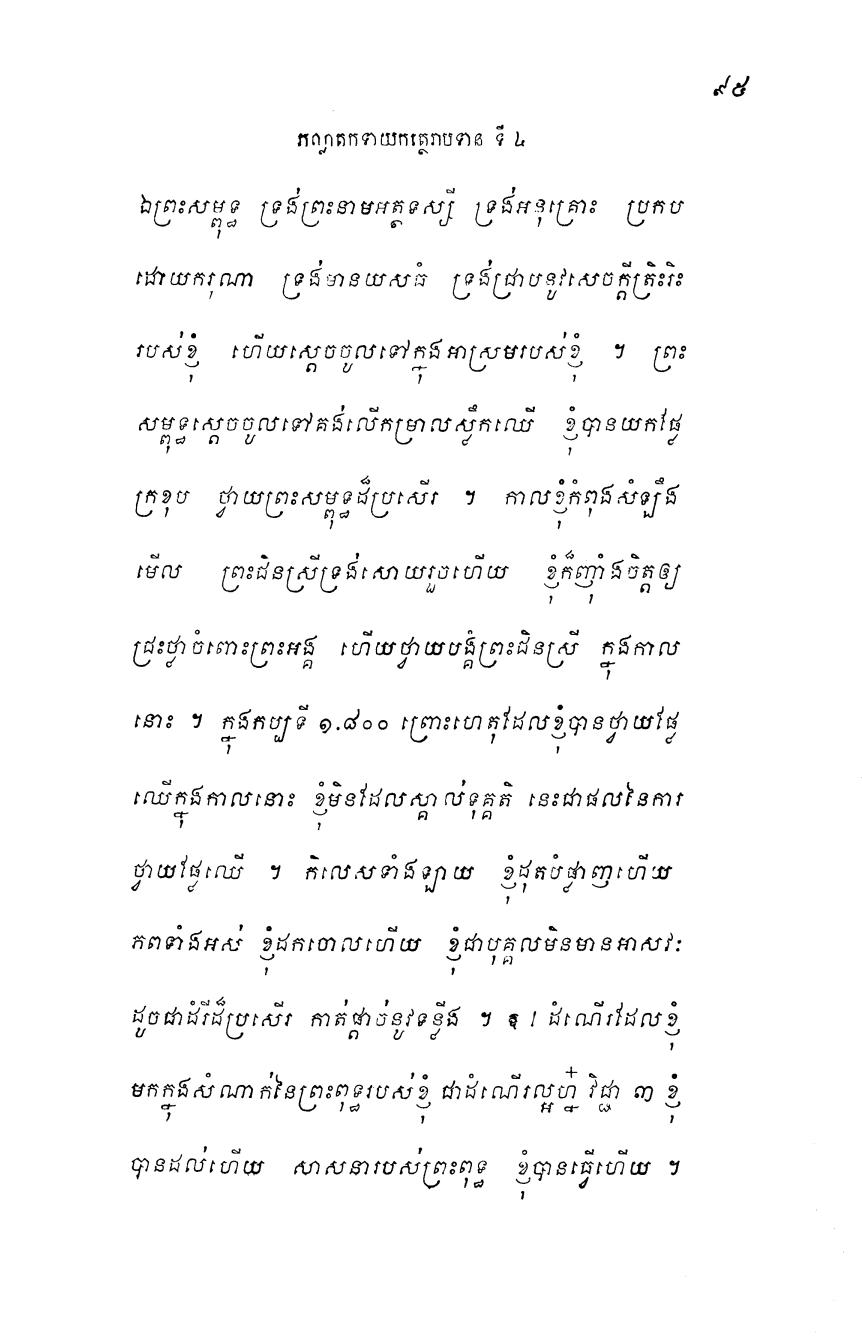 ៩៥
ភណ្ឌតកទាយកត្ថេរាបទាន ទី ៤
ឯព្រះសម្ពុទ្ធ ទ្រង់ព្រះនាមអត្ថទស្សី ទ្រង់អនុគ្រោះ ប្រកប
ដោយករុណា ទ្រង់មានយសធំ ទ្រង់ជ្រាបនូវសេចក្តីត្រិះរិះ
របស់ខ្ញុំ ហើយស្តេចចូលទៅក្នុងអាស្រមរបស់ខ្ញុំ ។ ព្រះ
សម្ពុទ្ធស្តេចចូលទៅគង់លើកម្រាលស្លឹកឈើ ខ្ញុំបានយកផ្លែ
ក្រខុប ថ្វាយព្រះសម្ពុទ្ធដ៏ប្រសើរ ។ កាលខ្ញុំកំពុងសំឡឹង
មើល ព្រះជិនស្រីទ្រង់សោយរួចហើយ ខ្ញុំក៏ញ៉ាំងចិត្តឲ្យ
ជ្រះថ្លាចំពោះព្រះអង្គ ហើយថ្វាយបង្គំព្រះជិនស្រី ក្នុងកាល
នោះ ។ ក្នុងកប្បទី ១.៨០០ ព្រោះហេតុដែលខ្ញុំបានថ្វាយផ្លែ
ឈើក្នុងកាលនោះ ខ្ញុំមិនដែលស្គាល់ទុគ្គតិ នេះជាផលនៃការ
ថ្វាយផ្លែឈើ ។ កិលេសទាំងឡាយ ខ្ញុំដុតបំផ្លាញហើយ
ភពទាំងអស់ ខ្ញុំដកចោលហើយ ខ្ញុំជាបុគ្គលមិនមានអាសវៈ
ដូចជាដំរីដ៏ប្រសើរ កាត់ផ្តាច់នូវទន្លីង ។ ឱ ! ដំណើរដែលខ្ញុំ
មកក្នុងសំណាក់នៃព្រះពុទ្ធរបស់ខ្ញុំ ជាដំណើរល្អហ្ន៎ វិជ្ជា ៣ ខ្ញុំ
បានដល់ហើយ សាសនារបស់ព្រះពុទ្ធ ខ្ញុំបានធ្វើហើយ ។